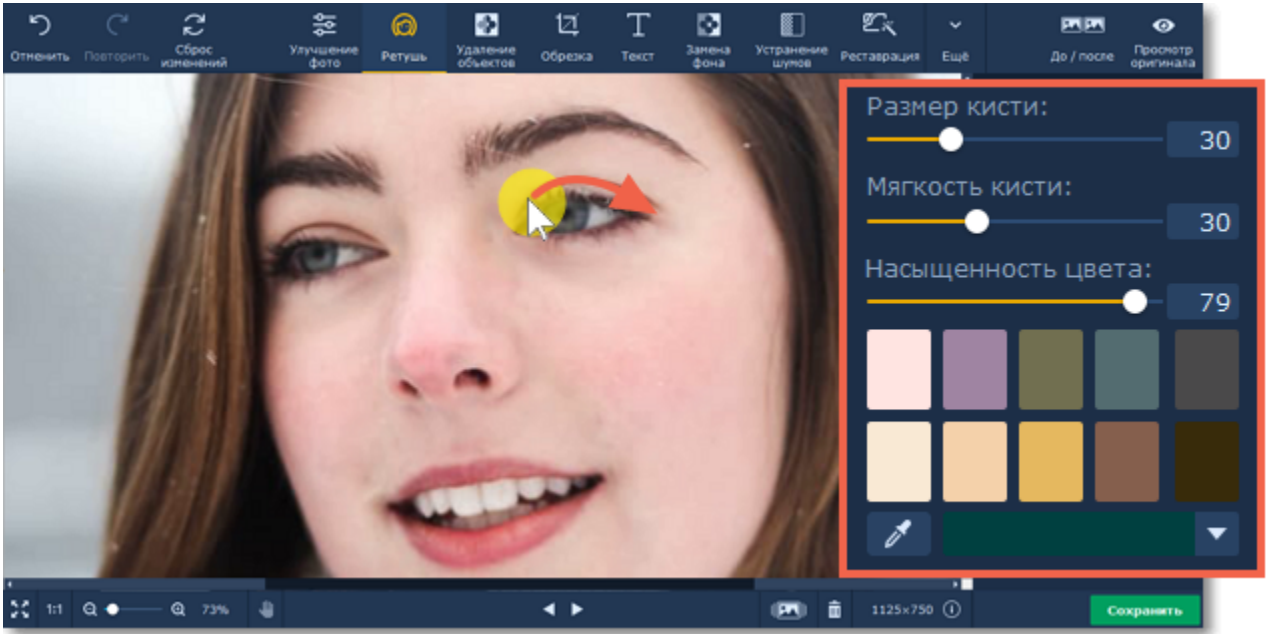 Отменить
Повторить
Сброс
изменений
Улучшение
фото
Ретушь
Удаление
объектов
Обрезка
Текст
Замена
фона
Устранение
шумов
Реставрация
Ещё
До / после
Просмотр
оригинала
Размер кисти:
30
Мягкость кисти:
30
Насыщенность цвета:
79
1:1
73%
1125×750
Сохранить